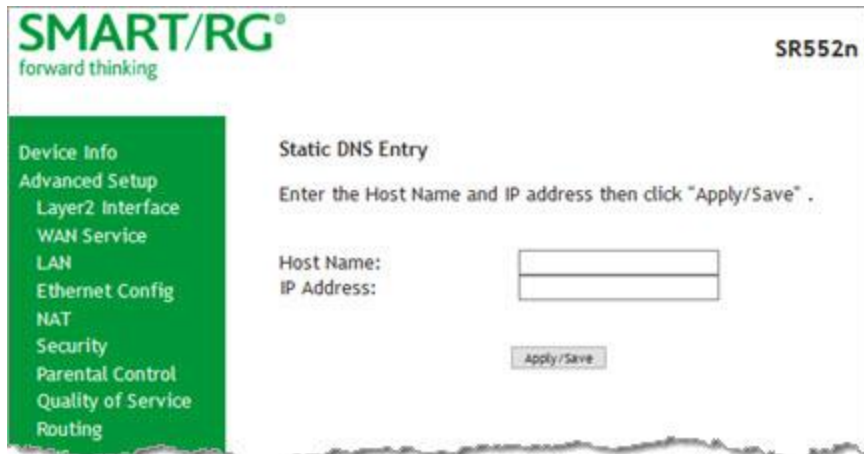 SMART/RG®
forward thinking
SR552n
Device Info
Advanced Setup
Layer2 Interface
WAN Service
LAN
Ethernet Config
NAT
Security
Parental Control
Quality of Service
Routing
Static DNS Entry
Enter the Host Name and IP address then click "Apply/Save" .
Host Name:
IP Address:
Apply/Save